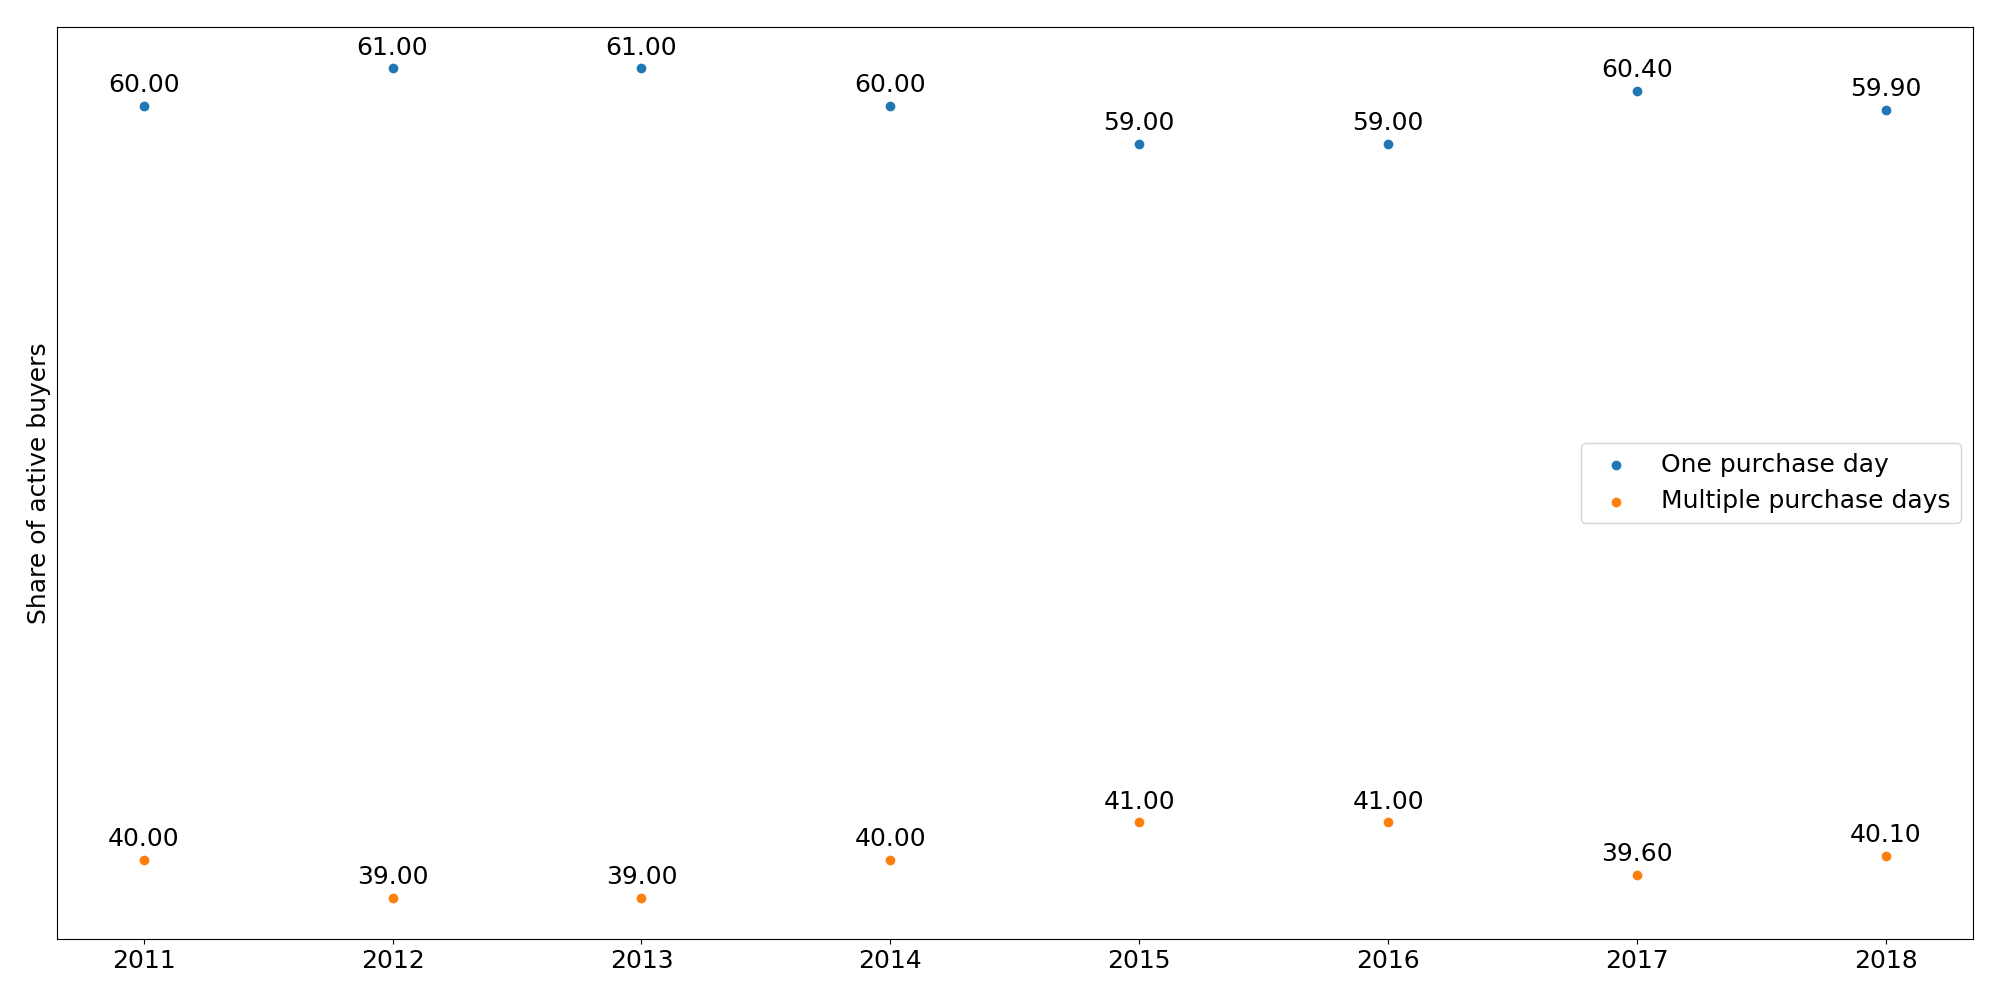 61.00 61.00
60.00 60.00 60.40 59.90
59.00 59.00
Share of active buyers
One purchase day
Multiple purchase days
41.00 41.00
40.00 40.00 40.10
39.00 39.00 39.60
2011 2012 2013 2014 2015 2016 2017 2018